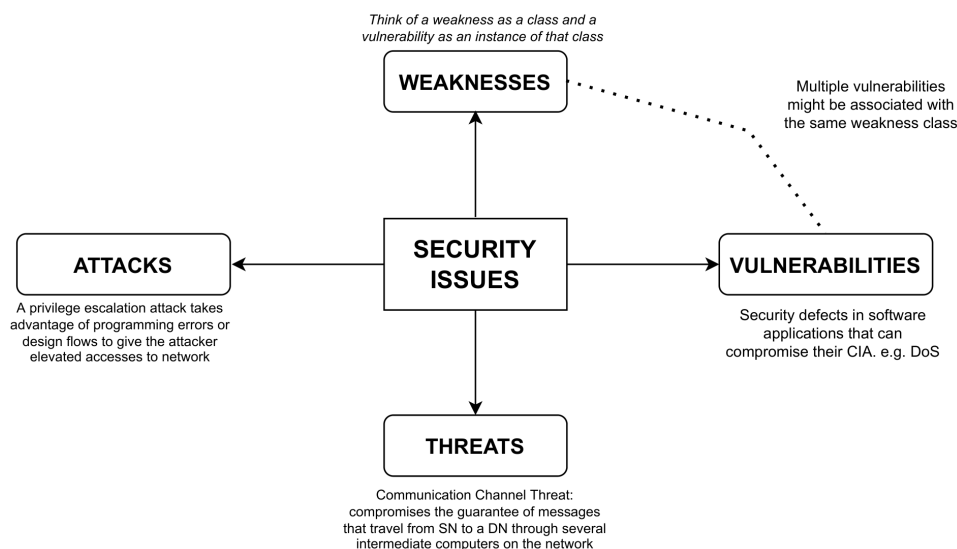 Think of a weakness as a class and a
vulnerability as an instance of that class
WEAKNESSES
Multiple vulnerabilities
might be associated with
the same weakness class
SECURITY
ISSUES
ATTACKS
A privilege escalation attack takes
advantage of programming errors or
design flows to give the attacker
elevated accesses to network
VULNERABILITIES
Security defects in software
applications that can
compromise their CIA. e.g. DoS
THREATS
Communication Channel Threat:
compromises the guarantee of messages
that travel from SN to a DN through several
intermediate computers on the network